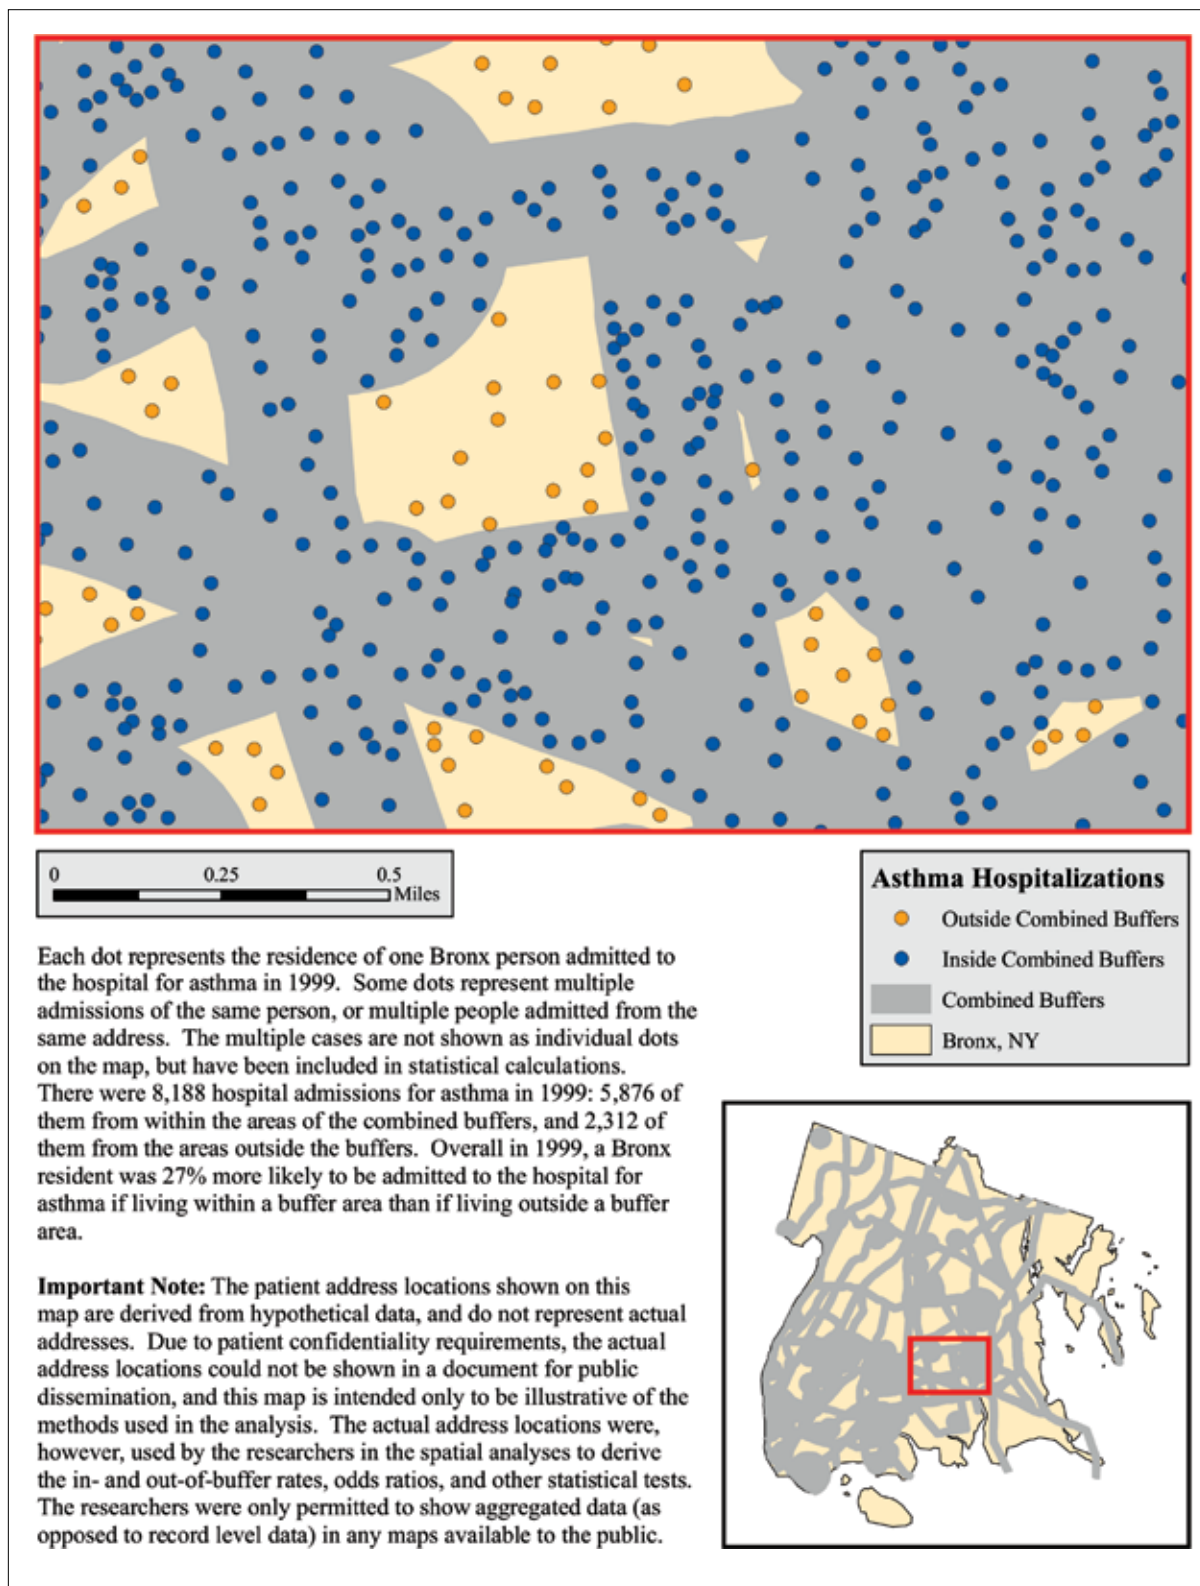 0 0.25 0.5
Miles
Asthma Hospitalizations
Outside Combined Buffers
Inside Combined Buffers
Combined Buffers
Bronx, NY
Each dot represents the residence of one Bronx person admitted to
the hospital for asthma in 1999. Some dots represent multiple
admissions of the same person, or multiple people admitted from the
same address. The multiple cases are not shown as individual dots
on the map, but have been included in statistical calculations.
There were 8,188 hospital admissions for asthma in 1999: 5,876 of
them from within the areas of the combined buffers, and 2,312 of
them from the areas outside the buffers. Overall in 1999, a Bronx
resident was 27% more likely to be admitted to the hospital for
asthma if living within a buffer area than if living outside a buffer
area.
Important Note: The patient address locations shown on this
map are derived from hypothetical data, and do not represent actual
addresses. Due to patient confidentiality requirements, the actual
address locations could not be shown in a document for public
dissemination, and this map is intended only to be illustrative of the
methods used in the analysis. The actual address locations were,
however, used by the researchers in the spatial analyses to derive
the in- and out-of-buffer rates, odds ratios, and other statistical tests.
The researchers were only permitted to show aggregated data (as
opposed to record level data) in any maps available to the public.